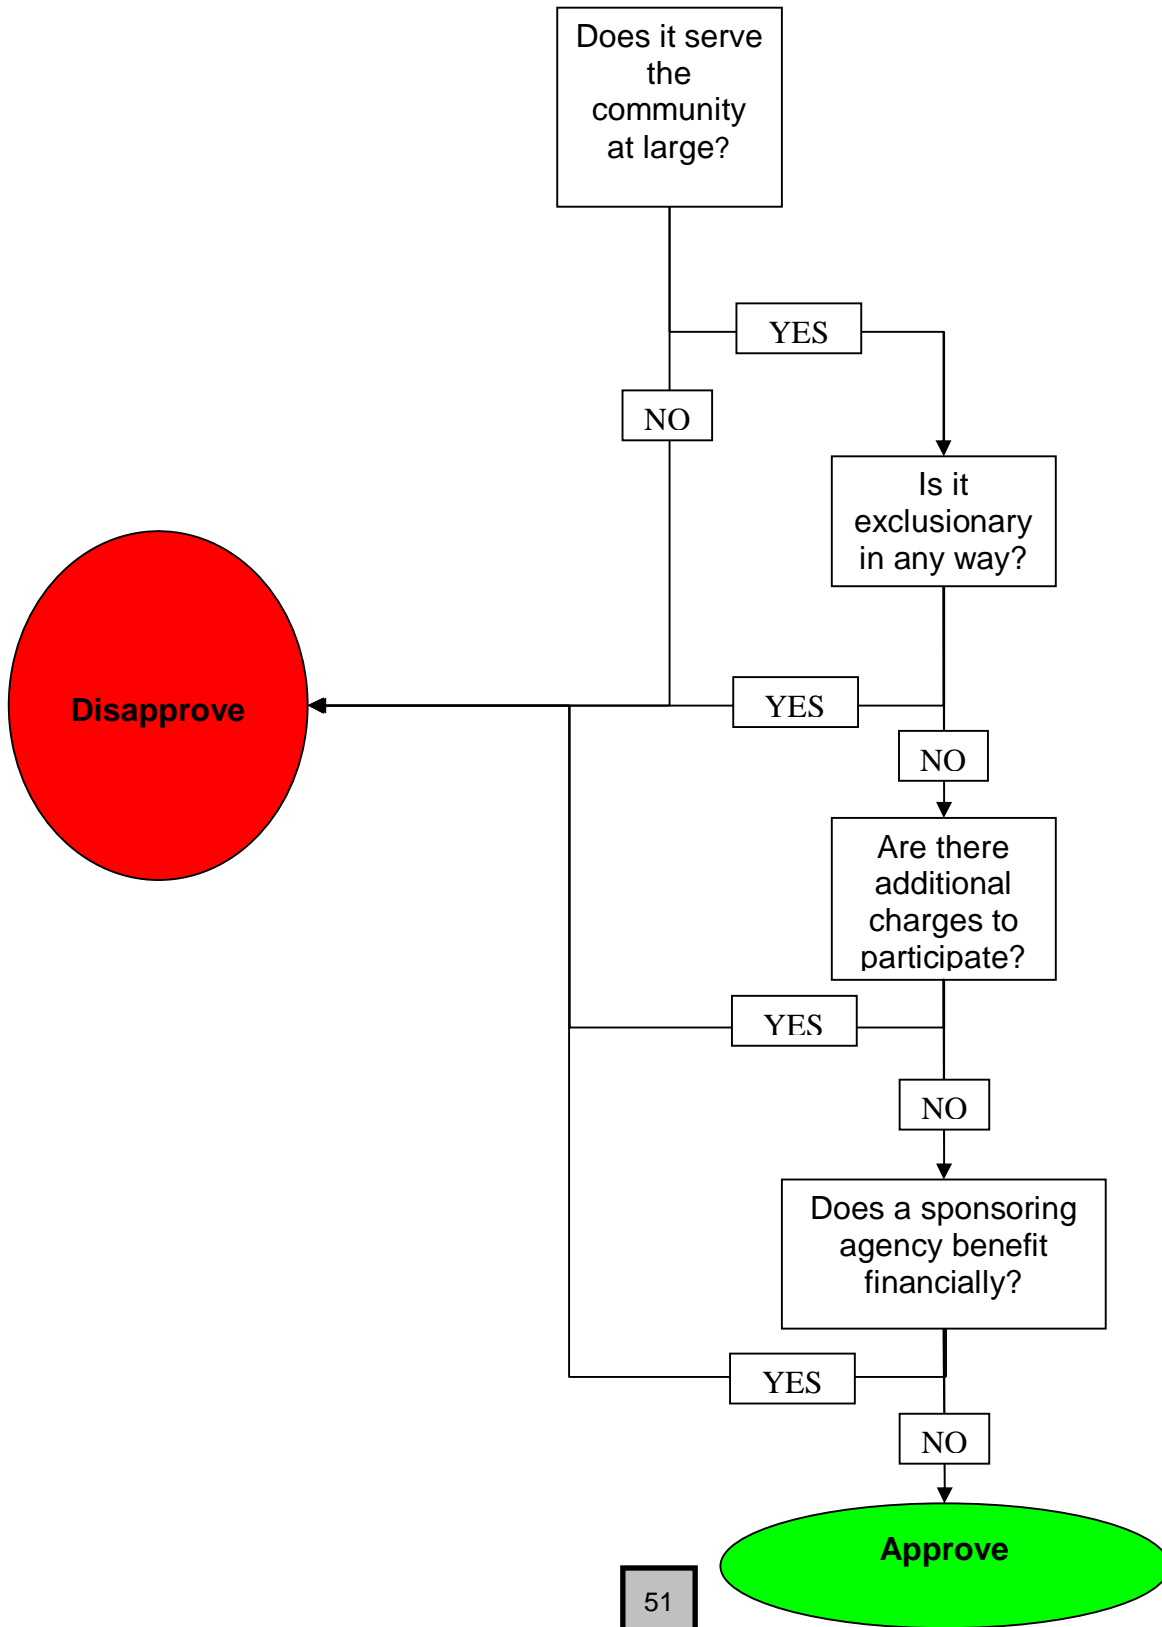 Does it serve
the
community
at large?
YES
NO
Is it
exclusionary
in any way?
Disapprove
YES
NO
Are there
additional
charges to
participate?
YES
NO
Does a sponsoring
agency benefit
financially?
YES
NO
Approve
51